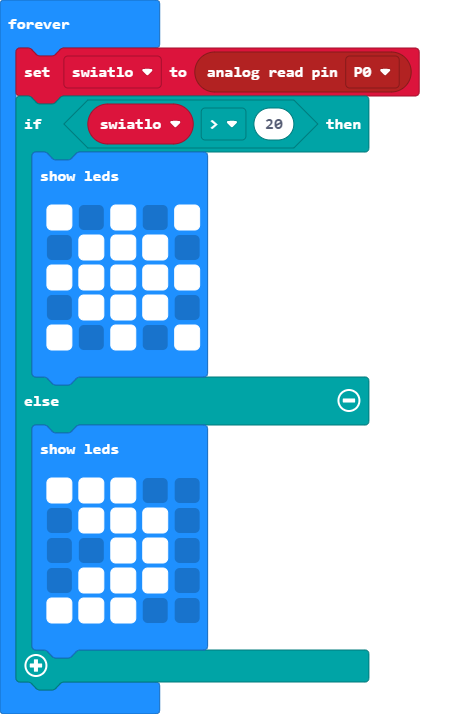 forever
set swiatlo to analog read pin P0
if swiatlo > 20 then
show leds
else
show leds